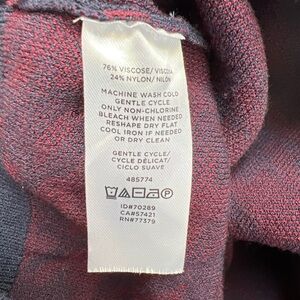 76% VISCOSE/ VISCOSA
24% NYLON/ NILÓN
MACHINE WASH COLD
GENTLE CYCLE
ONLY NON-CHLORINE
BLEACH WHEN NEEDED
RESHAPE DRY FLAT
COOL IRON IF NEEDED
OR DRY CLEAN
GENTLE CYCLE/
CYCLE DÉLICAT/
CICLO SUAVE
485774
ID#70289
CA#57421
RN#77379